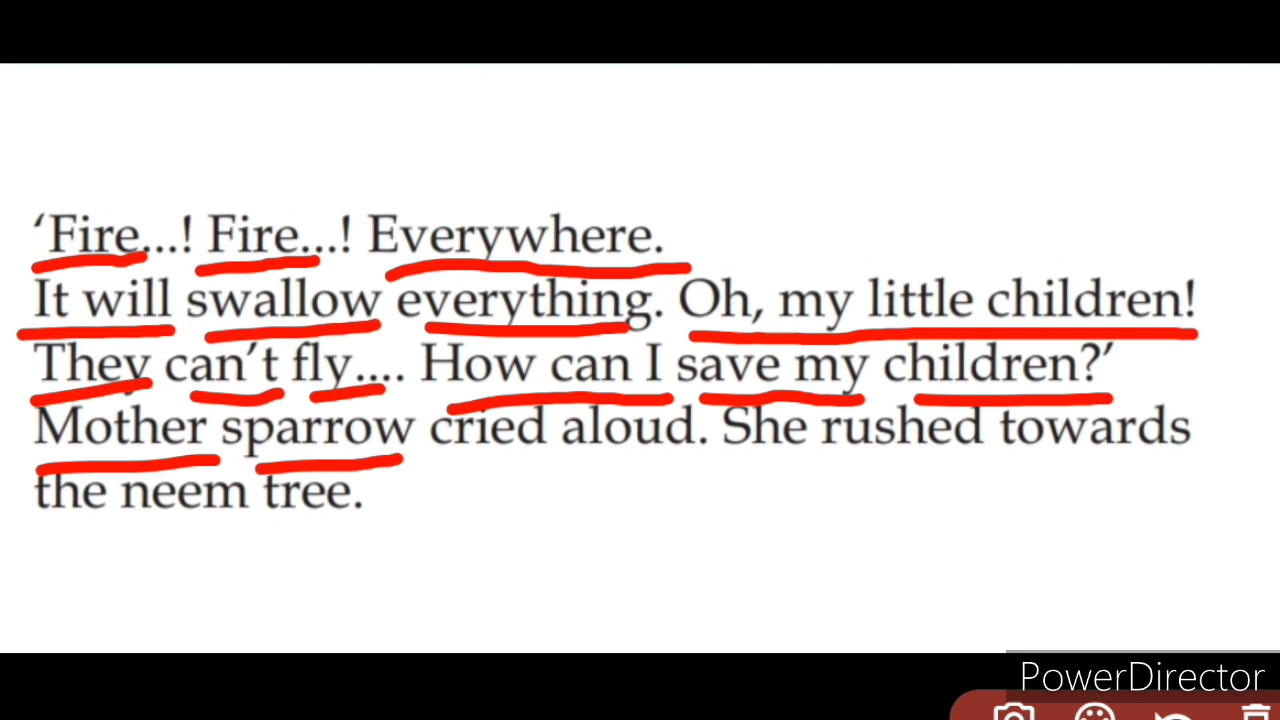 ‘Fire...! Fire...! Everywhere.
It will swallow everything. Oh, my little children!
They can’t fly.... How can I save my children?’
Mother sparrow cried aloud. She rushed towards
the neem tree.
PowerDirector